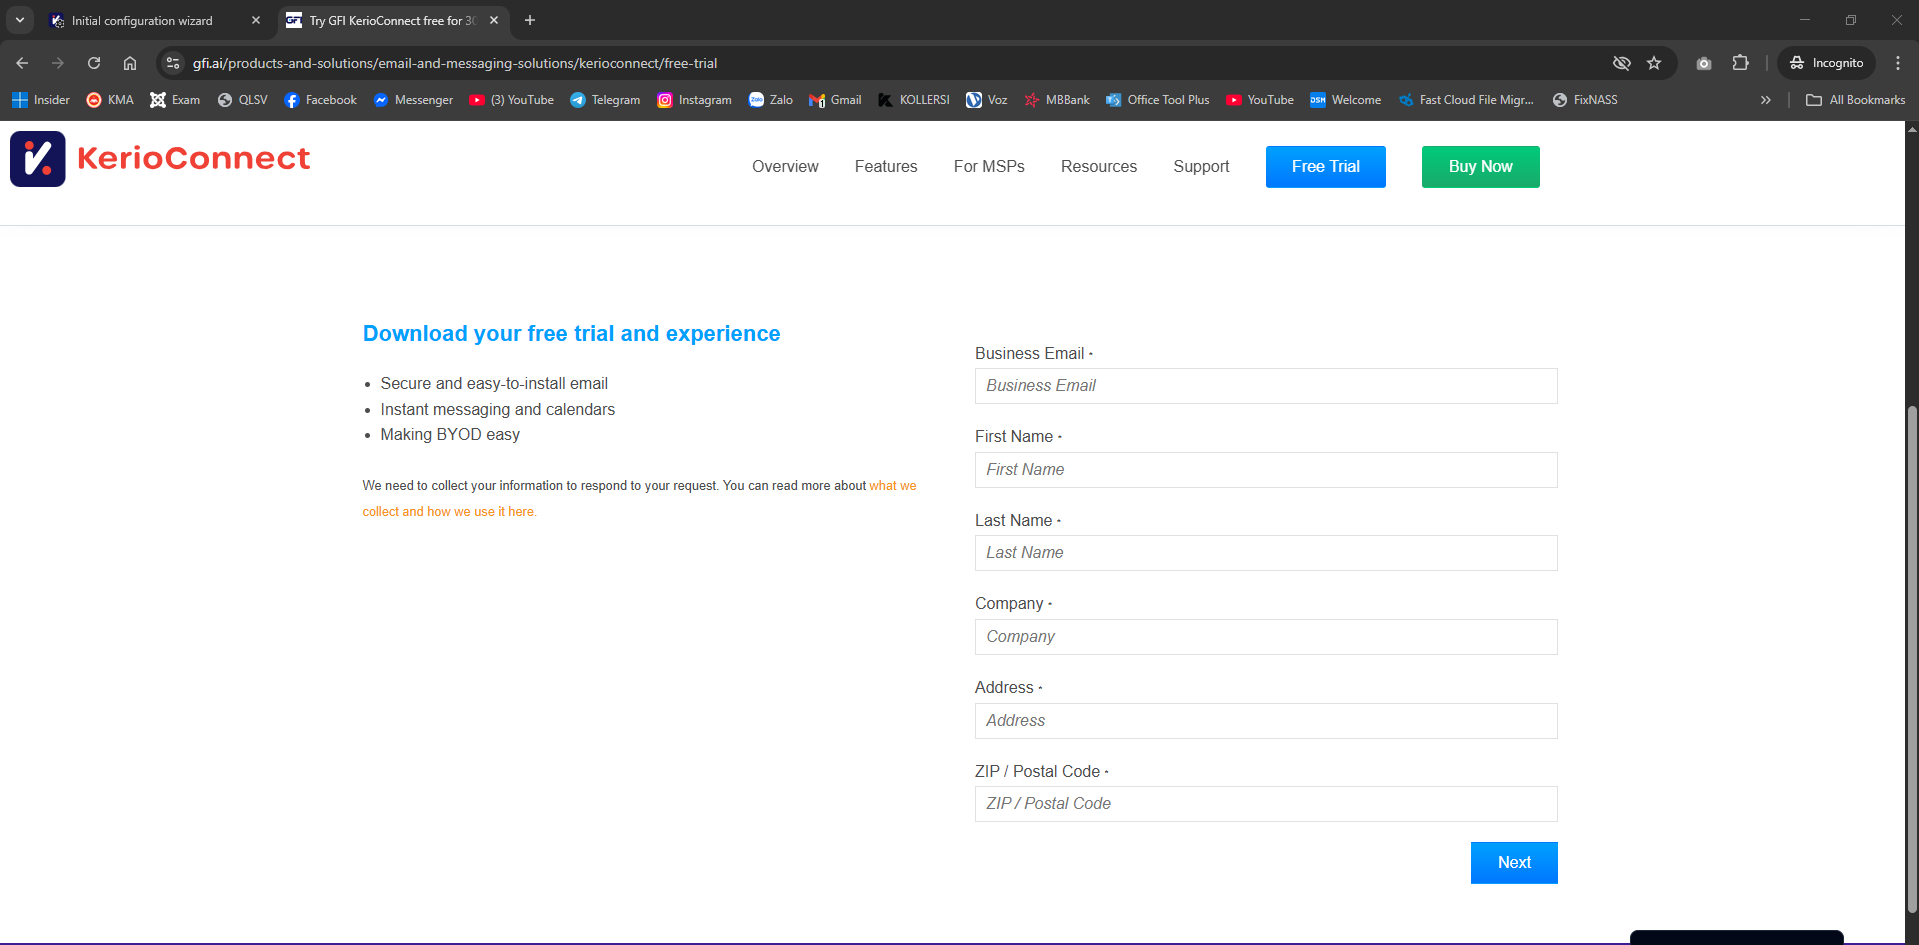 Initial configuration wizard
Try GFI KerioConnect free for 30
gfi.ai/products-and-solutions/email-and-messaging-solutions/kerioconnect/free-trial
Incognito
Insider KMA Exam QLSV Facebook Messenger (3) YouTube Telegram Instagram Zalo Gmail KOLLERSI Voz MBBank Office Tool Plus YouTube Welcome Fast Cloud File Migr... FixNASS » All Bookmarks
KerioConnect
Overview Features For MSPs Resources Support Free Trial Buy Now
Download your free trial and experience
• Secure and easy-to-install email
• Instant messaging and calendars
• Making BYOD easy
We need to collect your information to respond to your request. You can read more about what we
collect and how we use it here.
Business Email *
Business Email
First Name *
First Name
Last Name *
Last Name
Company *
Company
Address *
Address
ZIP / Postal Code *
ZIP / Postal Code
Next